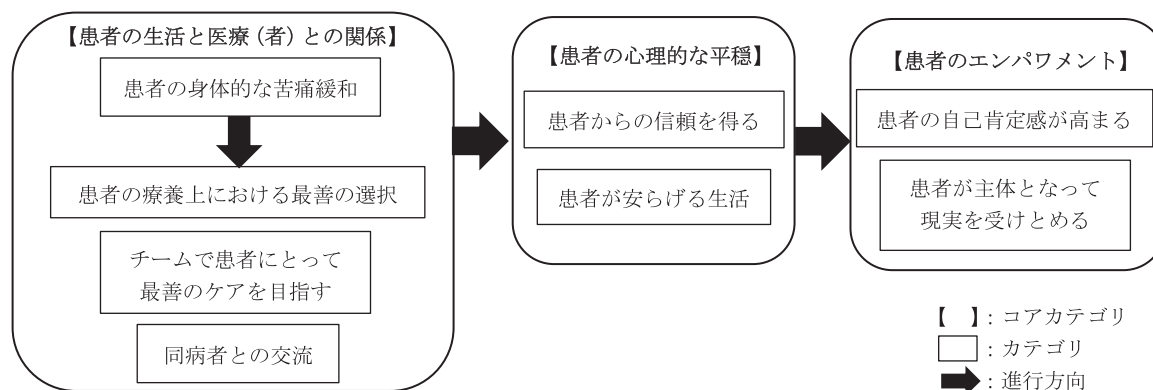 【患者の生活と医療（者）との関係】
患者の身体的な苦痛緩和
患者の療養上における最善の選択
チームで患者にとって
最善のケアを目指す
同病者との交流
【患者の心理的な平穏】
患者からの信頼を得る
患者が安らげる生活
【患者のエンパワメント】
患者の自己肯定感が高まる
患者が主体となって
現実を受けとめる
【　】：コアカテゴリ
：カテゴリ
：進行方向